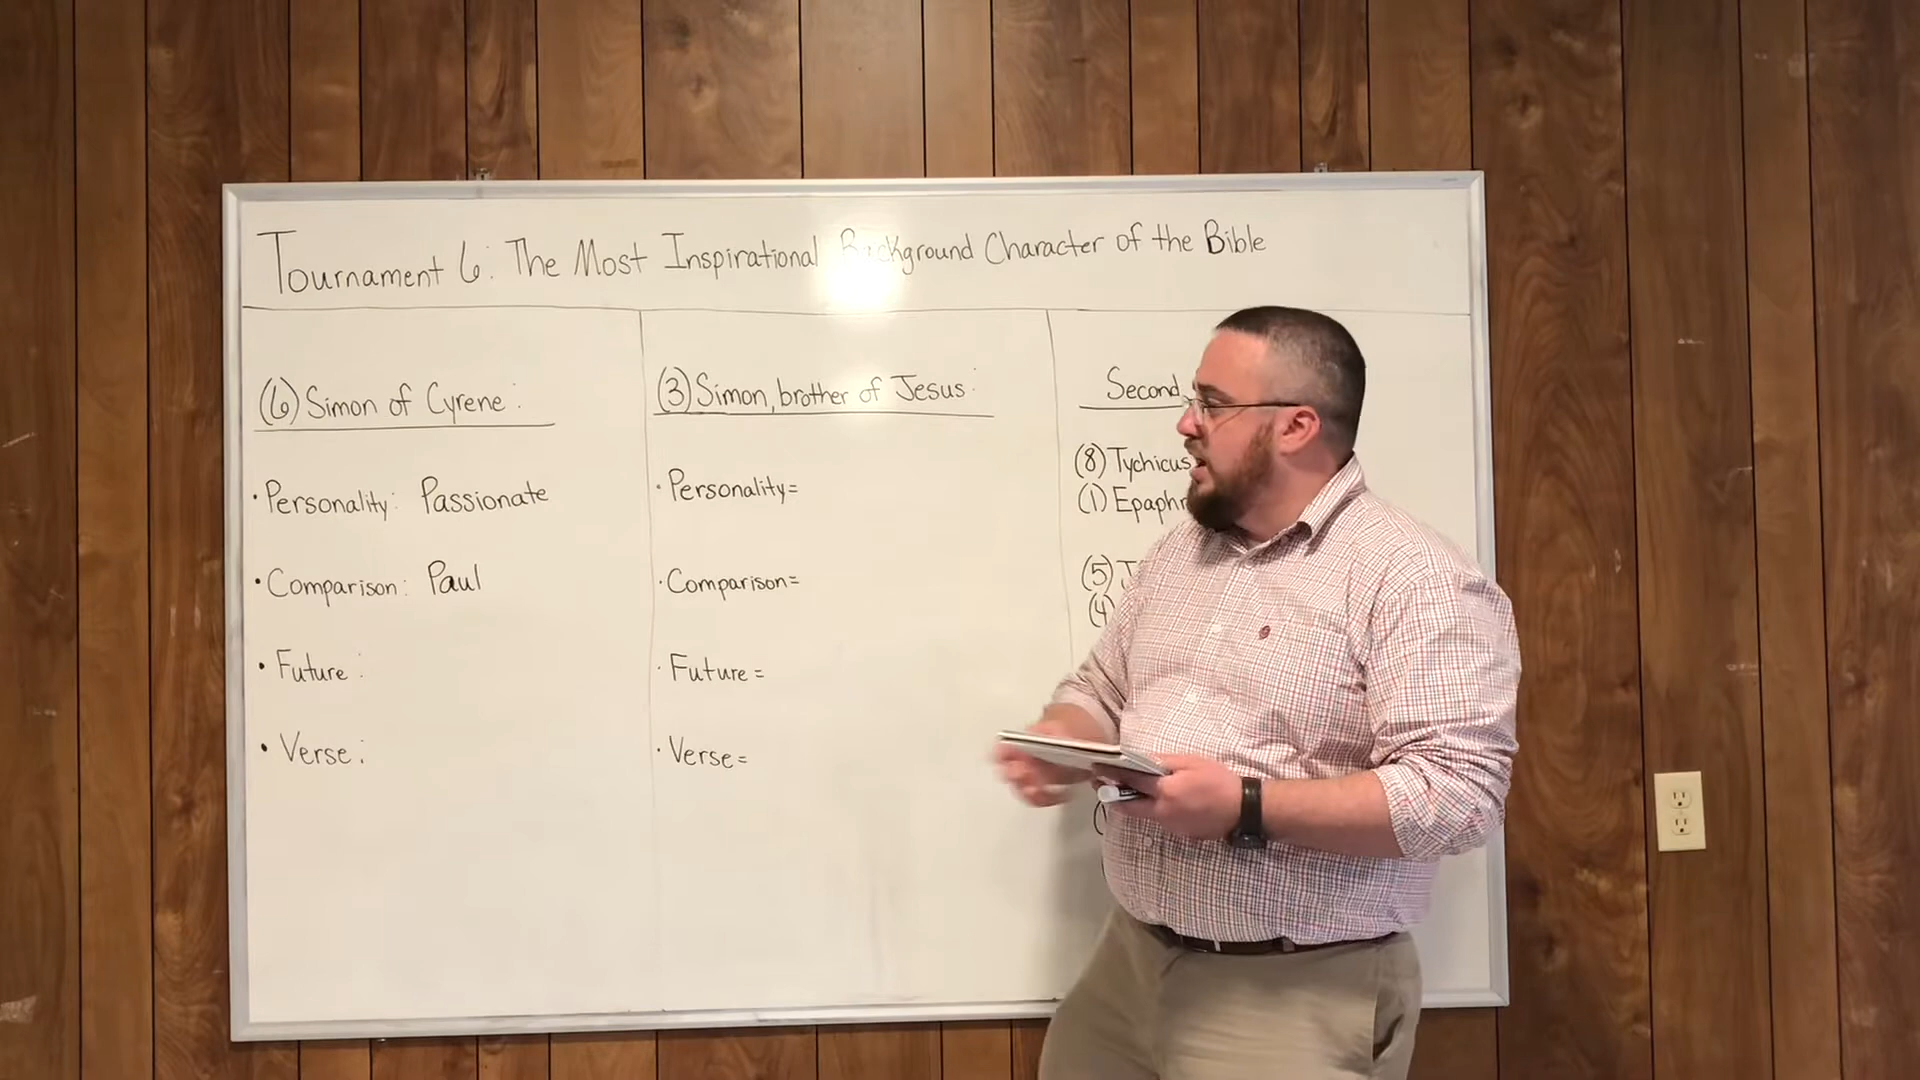 Tournament 6: The Most Inspirational Background Character of the Bible
(6) Simon of Cyrene:
• Personality: Passionate
• Comparison: Paul
• Future:
• Verse:
(3) Simon, brother of Jesus:
• Personality=
• Comparison=
• Future=
• Verse=
Second
(8) Tychicus
(1)
(5)
(4)